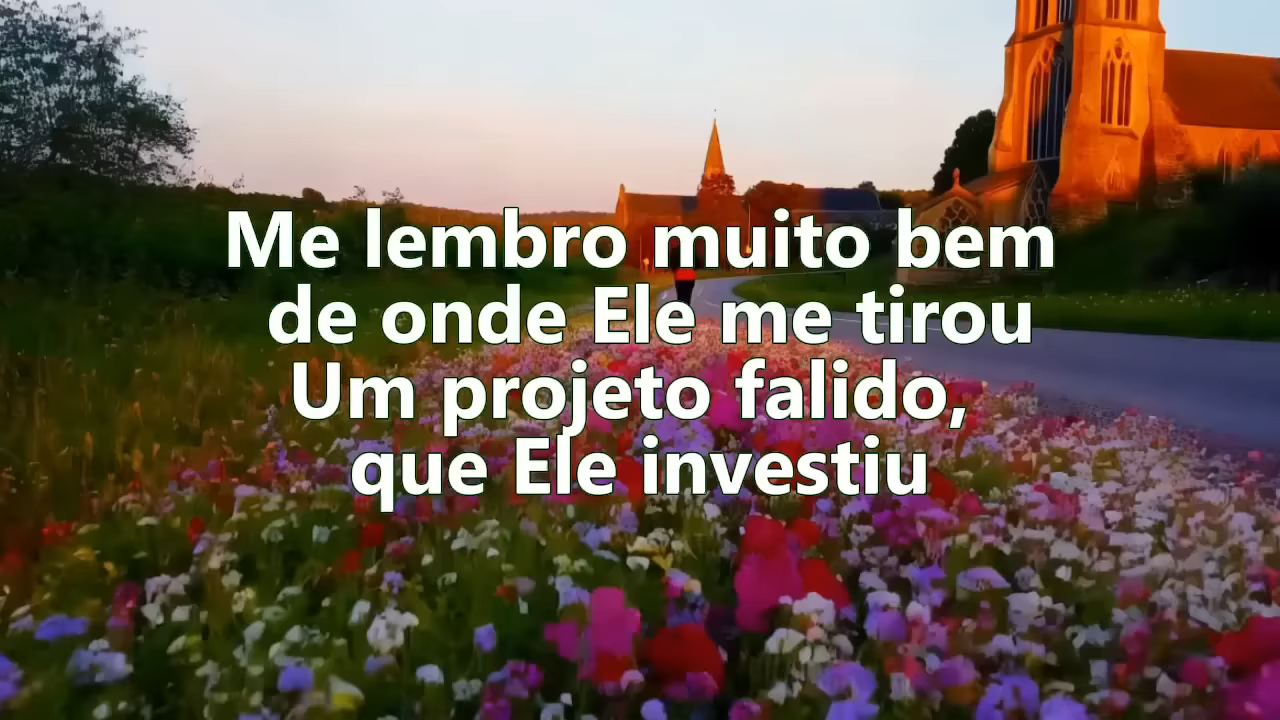 Me lembro muito bem
de onde Ele me tirou
Um projeto falido,
que Ele investiu